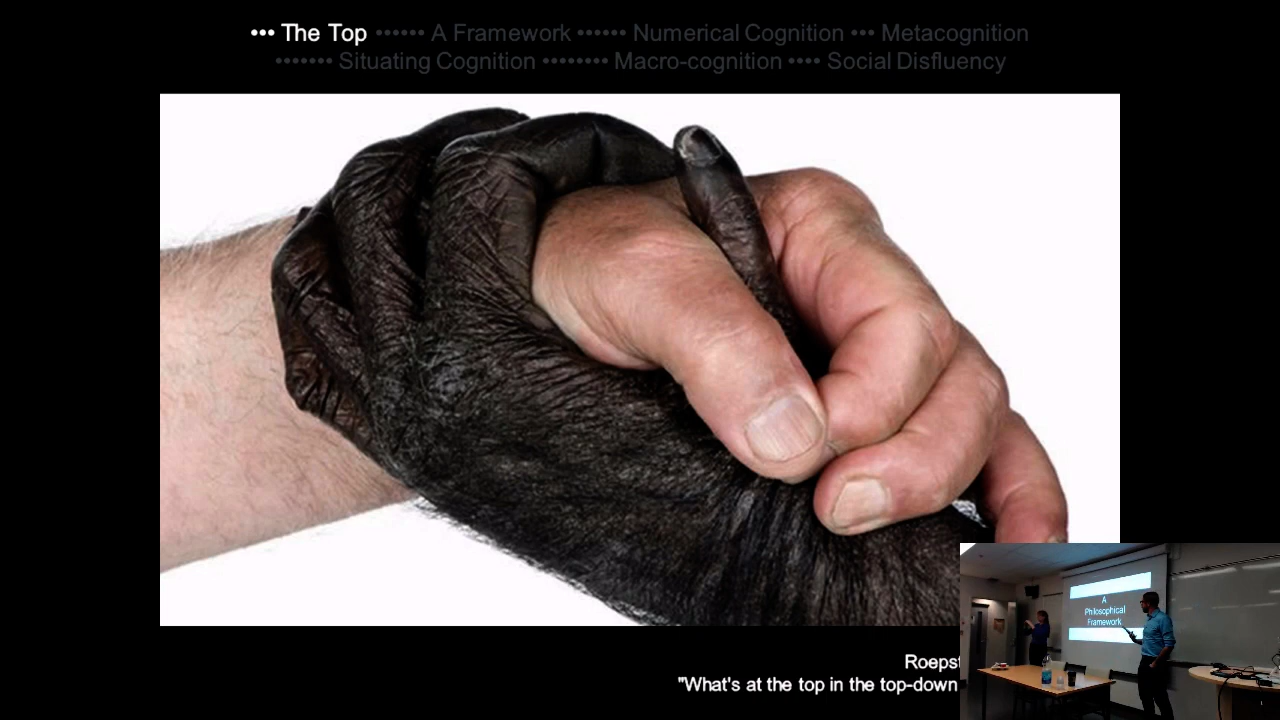 ••• The Top •••••• A Framework •••••• Numerical Cognition ••• Metacognition
••••••• Situating Cognition •••••••• Macro-cognition •••• Social Disfluency
"What's at the top in the top-down
A
Philosophical
Framework